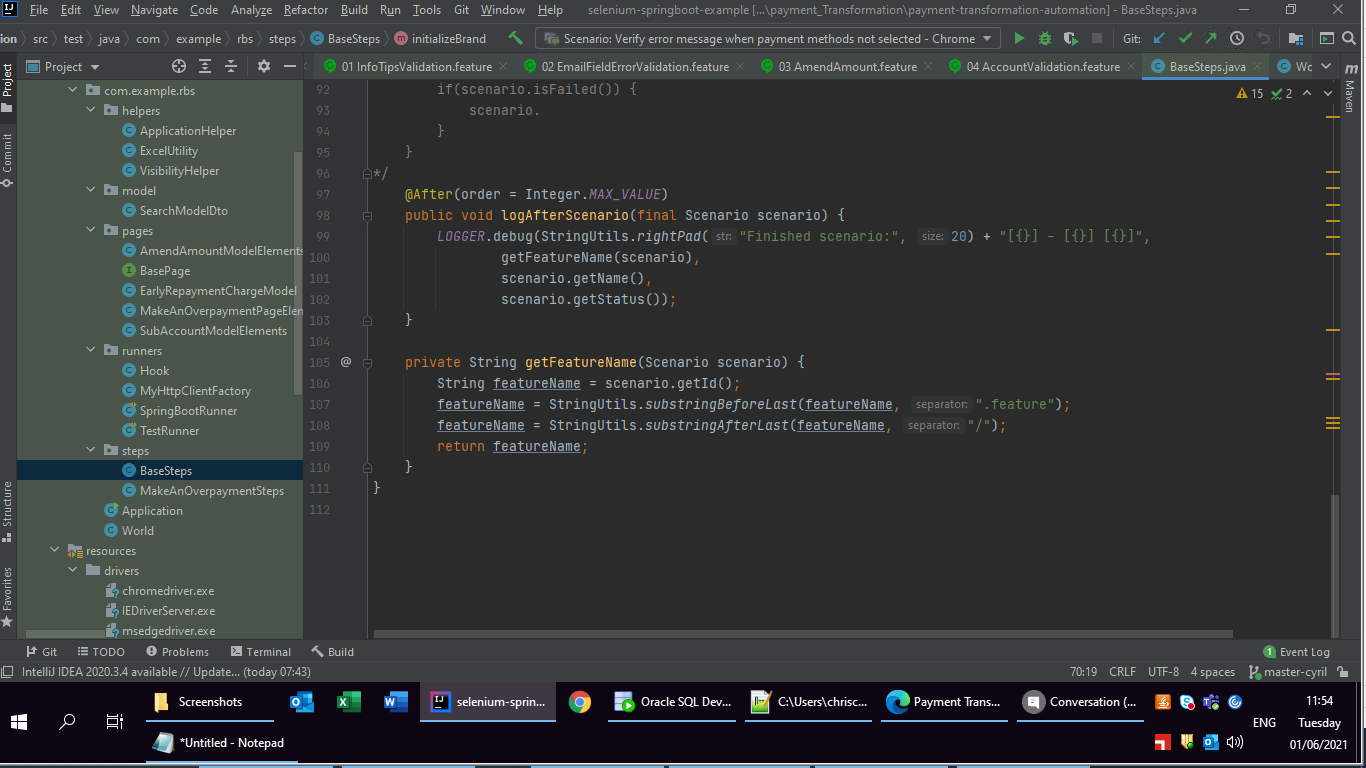 File Edit View Navigate Code Analyze Refactor Build Run Tools Git Window Help selenium-springboot-example [...\payment_Transformation\payment-transformation-automation] - BaseSteps.java
ion src test java com example rbs steps BaseSteps initializeBrand Scenario: Verify error message when payment methods not selected - Chrome Git:
Project 01 InfoTipsValidation.feature 02 EmailFieldErrorValidation.feature 03 AmendAmount.feature 04 AccountValidation.feature BaseSteps.java Wo
Project
Commit
Structure
Favorites
Maven
com.example.rbs
helpers
ApplicationHelper
ExcelUtility
VisibilityHelper
model
SearchModelDto
pages
AmendAmountModelElements
BasePage
EarlyRepaymentChargeModel
MakeAnOverpaymentPageElen
SubAccountModelElements
runners
Hook
MyHttpClientFactory
SpringBootRunner
TestRunner
steps
BaseSteps
MakeAnOverpaymentSteps
Application
World
resources
drivers
chromedriver.exe
IEDriverServer.exe
msedgedriver.exe
15 2
92 if(scenario.isFailed()) {
93 scenario.
94 }
95 }
96 */
97 @After(order = Integer.MAX_VALUE)
98 public void logAfterScenario(final Scenario scenario) {
99 LOGGER.debug(StringUtils.rightPad( str: "Finished scenario:", size: 20) + "[{}] - [{}] [{}]",
100 getFeatureName(scenario),
101 scenario.getName(),
102 scenario.getStatus());
103 }
104
105 @ private String getFeatureName(Scenario scenario) {
106 String featureName = scenario.getId();
107 featureName = StringUtils.substringBeforeLast(featureName, separator: ".feature");
108 featureName = StringUtils.substringAfterLast(featureName, separator: "/");
109 return featureName;
110 }
111 }
112
Git TODO Problems Terminal Build 1 Event Log
IntelliJ IDEA 2020.3.4 available // Update... (today 07:43) 70:19 CRLF UTF-8 4 spaces master-cyril
Screenshots selenium-sprin... Oracle SQL Dev... C:\Users\chrisc... Payment Trans... Conversation (...
*Untitled - Notepad
ENG
11:54
Tuesday
01/06/2021